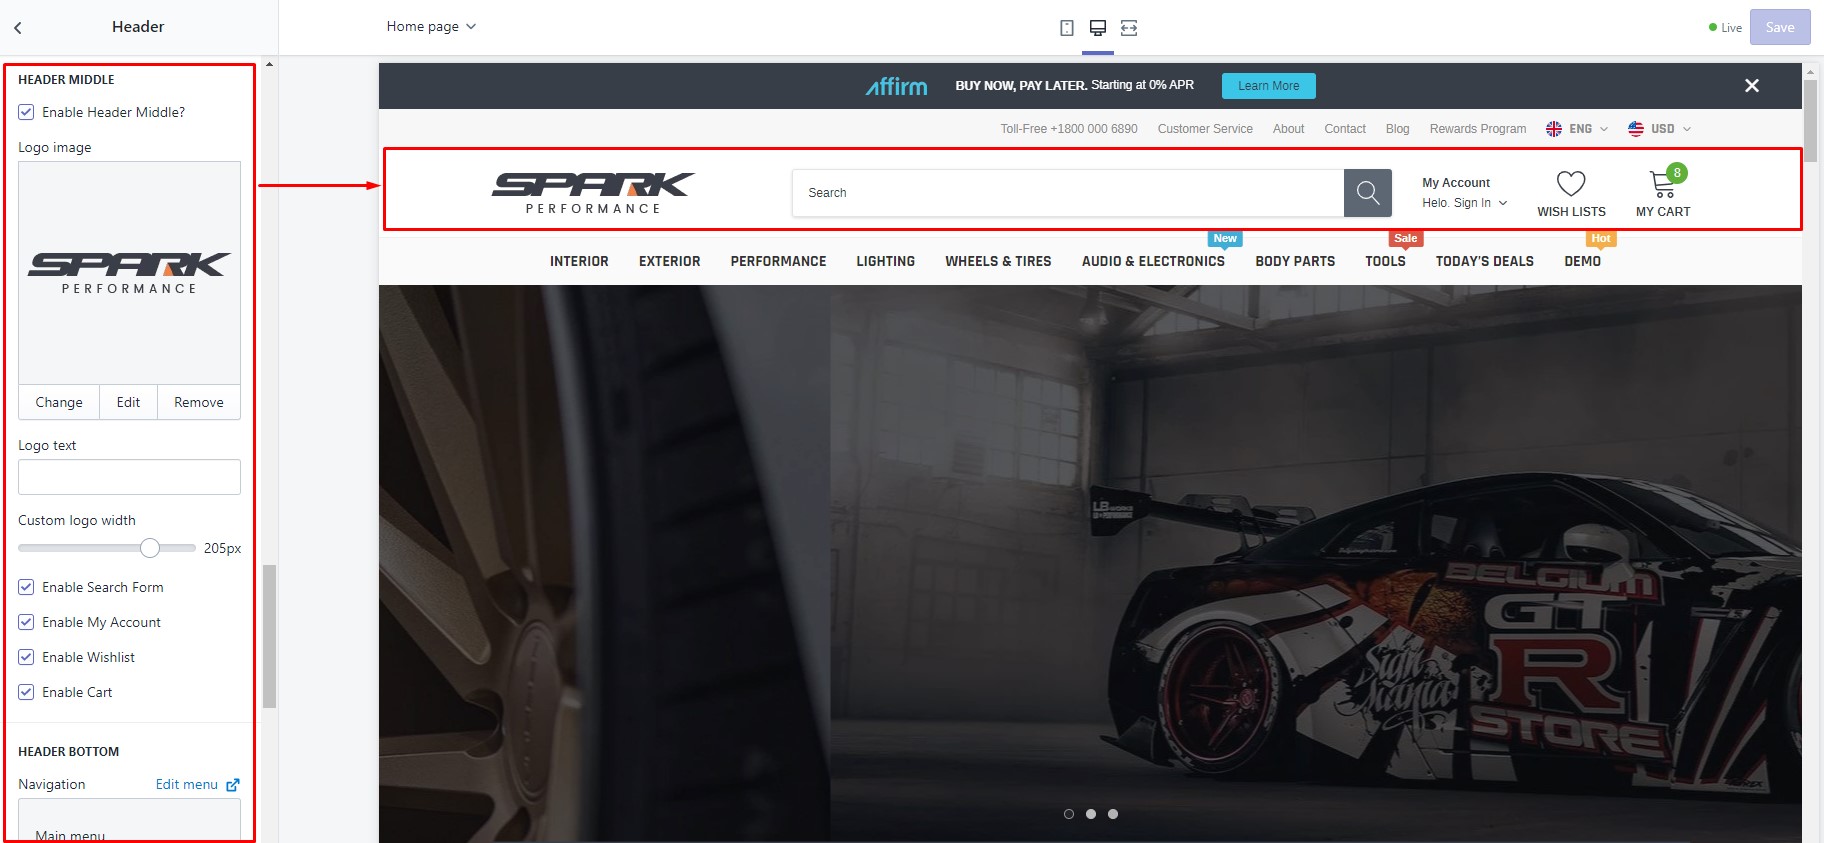 Header
Home page
Live
Save
HEADER MIDDLE
Enable Header Middle?
Logo image
SPARK
PERFORMANCE
Change
Edit
Remove
Logo text
Custom logo width
205px
Enable Search Form
Enable My Account
Enable Wishlist
Enable Cart
HEADER BOTTOM
Navigation
Edit menu
Main menu
Affirm BUY NOW, PAY LATER. Starting at 0% APR Learn More
Toll-Free +1800 000 6890 Customer Service About Contact Blog Rewards Program ENG USD
SPARK
PERFORMANCE
Search
My Account
Helo. Sign In
WISH LISTS
8
MY CART
New Sale Hot
INTERIOR EXTERIOR PERFORMANCE LIGHTING WHEELS & TIRES AUDIO & ELECTRONICS BODY PARTS TOOLS TODAY'S DEALS DEMO
LB WORKS
BELGIUM
GT
R
STORE